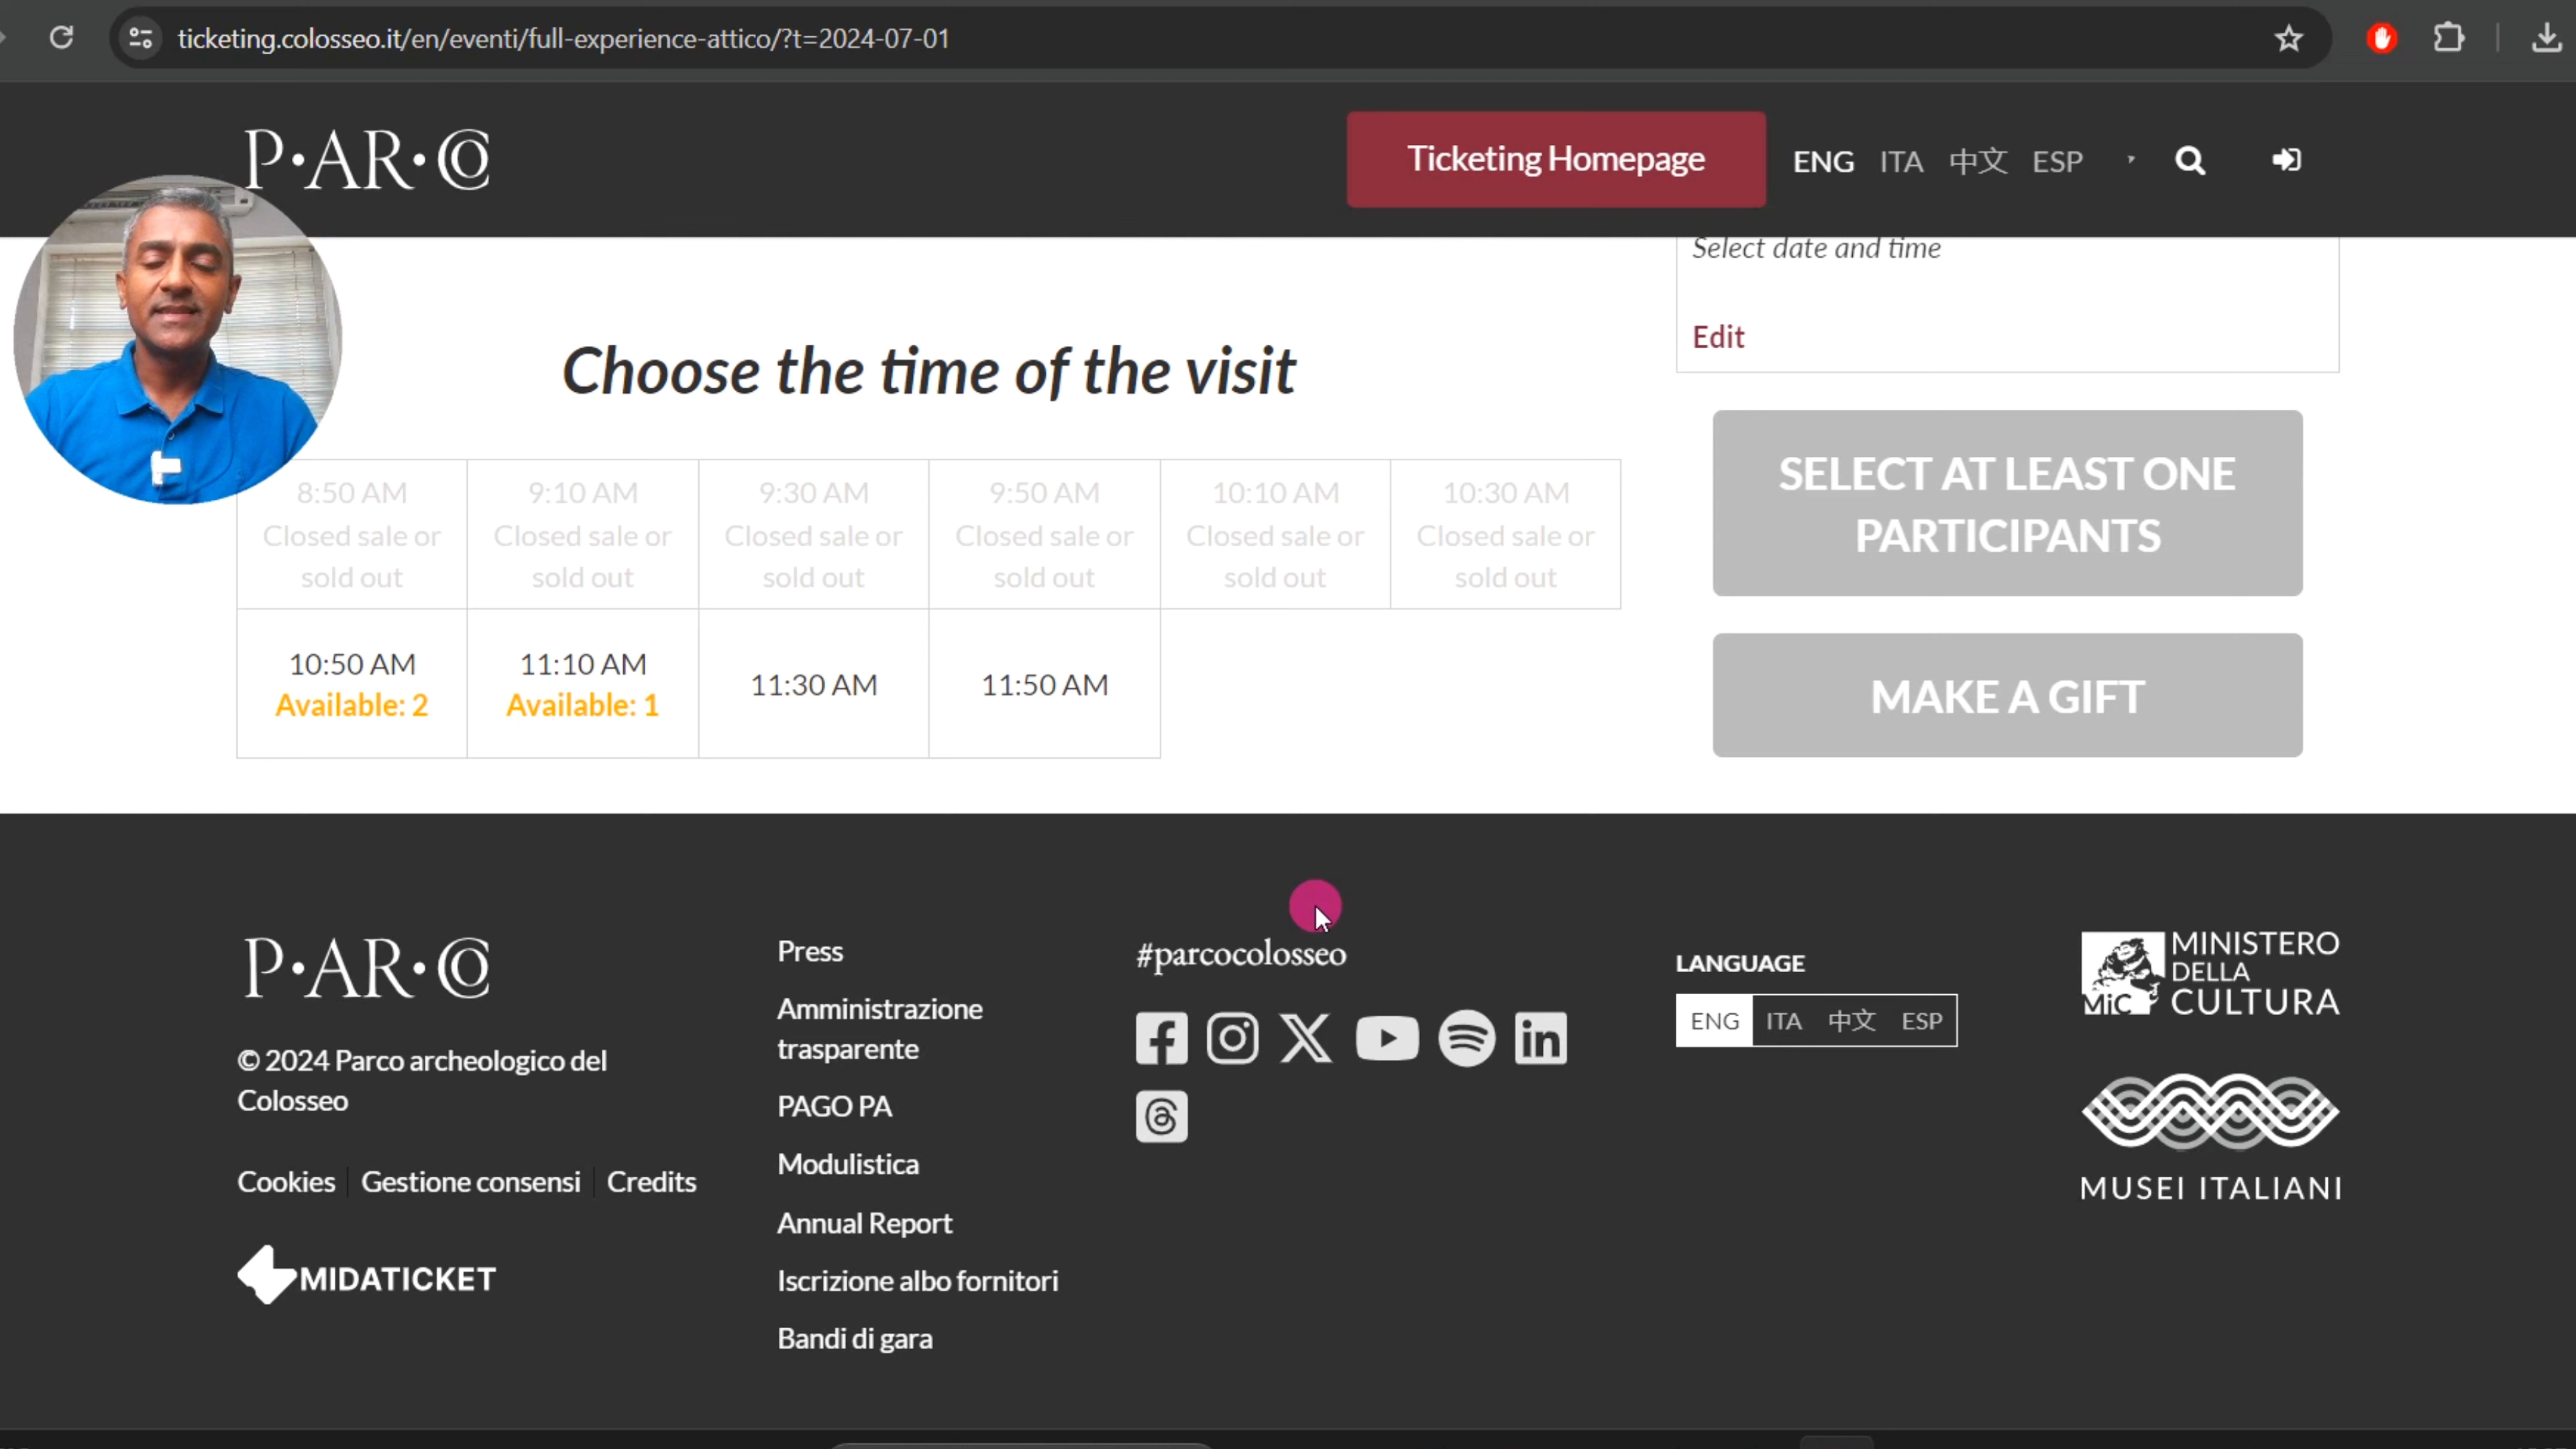 ticketing.colosseo.it/en/eventi/full-experience-attico/?t=2024-07-01
P·AR·CO
Ticketing Homepage
ENG ITA 中文 ESP
Select date and time
Edit
Choose the time of the visit
8:50 AM
Closed sale or
sold out
9:10 AM
Closed sale or
sold out
9:30 AM
Closed sale or
sold out
9:50 AM
Closed sale or
sold out
10:10 AM
Closed sale or
sold out
10:30 AM
Closed sale or
sold out
10:50 AM
Available: 2
11:10 AM
Available: 1
11:30 AM
11:50 AM
SELECT AT LEAST ONE
PARTICIPANTS
MAKE A GIFT
P·AR·CO
© 2024 Parco archeologico del
Colosseo
Cookies Gestione consensi Credits
MIDATICKET
Press
Amministrazione
trasparente
PAGO PA
Modulistica
Annual Report
Iscrizione albo fornitori
Bandi di gara
#parcocolosseo
LANGUAGE
ENG ITA 中文 ESP
MiC
MINISTERO
DELLA
CULTURA
MUSEI ITALIANI